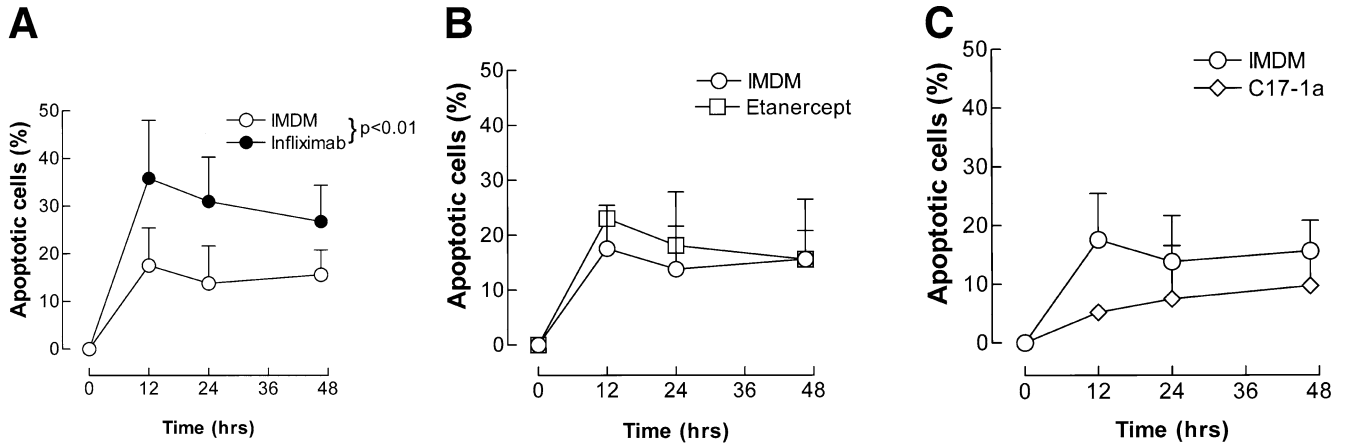 A
Apoptotic cells (%)
50
40
30
20
10
0
IMDM
Infliximab
} p<0.01
0 12 24 36 48
Time (hrs)
B
Apoptotic cells (%)
50
40
30
20
10
0
IMDM
Etanercept
0 12 24 36 48
Time (hrs)
C
Apoptotic cells (%)
50
40
30
20
10
0
IMDM
C17-1a
0 12 24 36 48
Time (hrs)